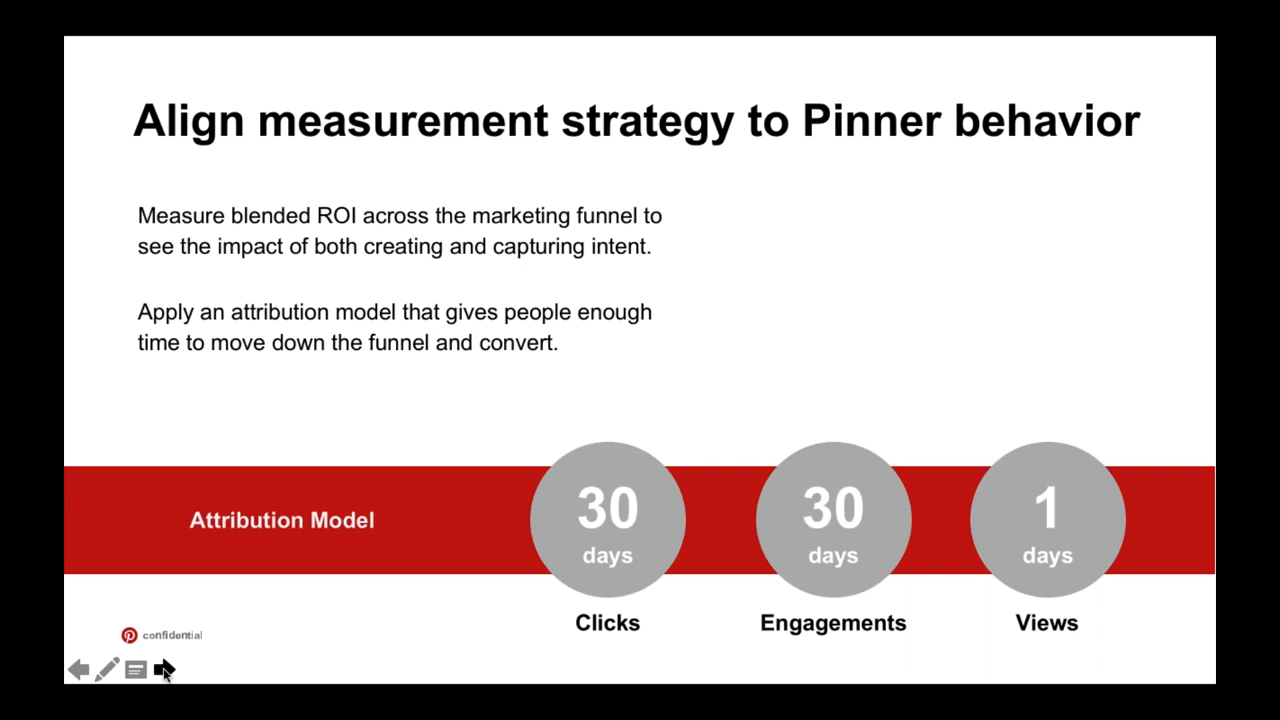 Align measurement strategy to Pinner behavior
Measure blended ROI across the marketing funnel to
see the impact of both creating and capturing intent.
Apply an attribution model that gives people enough
time to move down the funnel and convert.
Attribution Model
30
days
Clicks
30
days
Engagements
1
days
Views
confidential